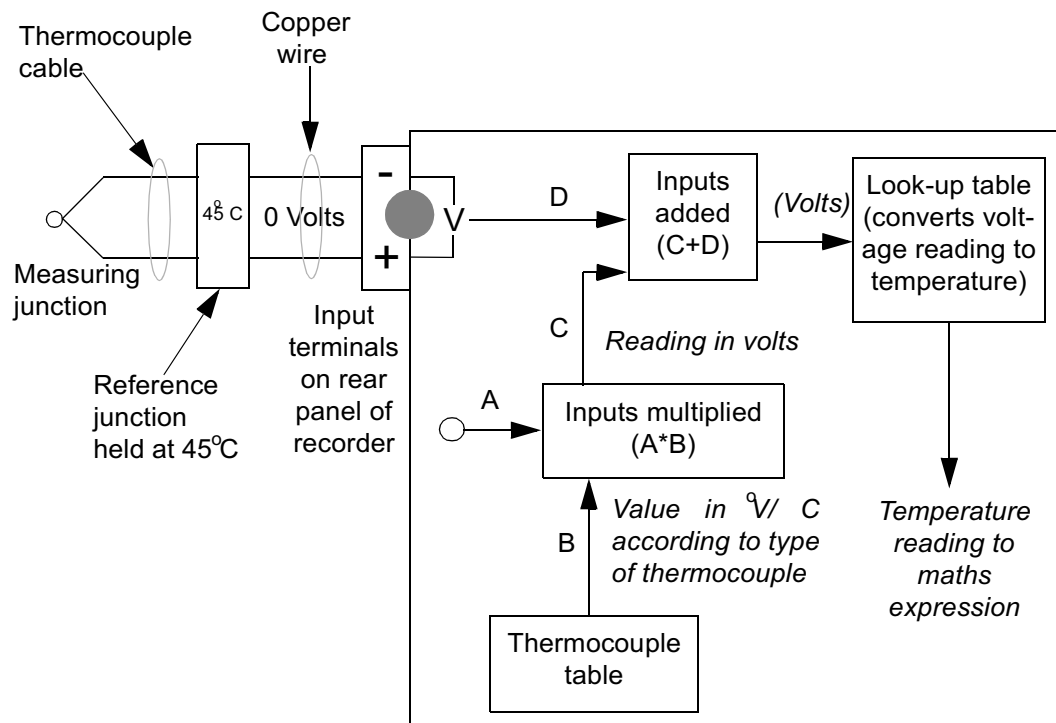 Thermocouple
cable
Copper
wire
45°C
0 Volts
-
+
V
Measuring
junction
Reference
junction
held at 45°C
Input
terminals
on rear
panel of
recorder
D
Inputs
added
(C+D)
(Volts)
Look-up table
(converts volt-
age reading to
temperature)
C
Reading in volts
A
Inputs multiplied
(A*B)
B
Value in °V/ C
according to type
of thermocouple
Thermocouple
table
Temperature
reading to
maths
expression